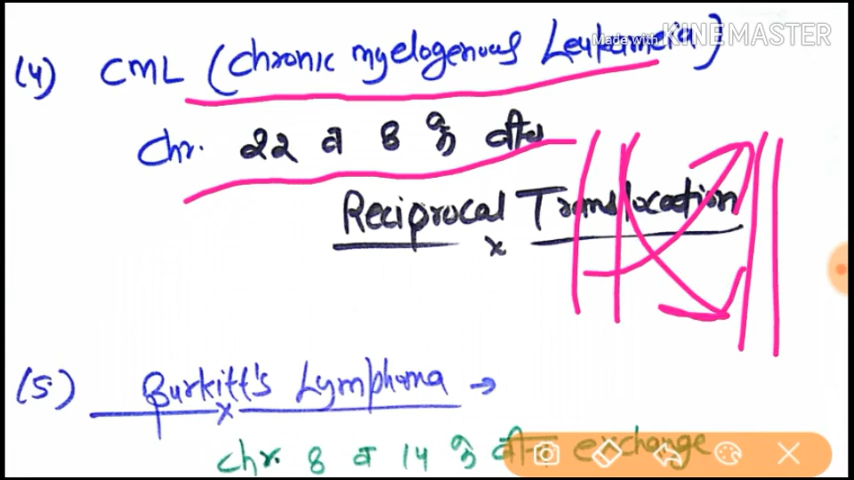 Made with KINEMASTER
(4) CML (Chronic myelogenous Leukameia)
Chr. 22 व 8 के बीच
Reciprocal Translocation
x
(5) Burkitt's Lymphoma →
x
chr. 8 व 14 के बीच exchange